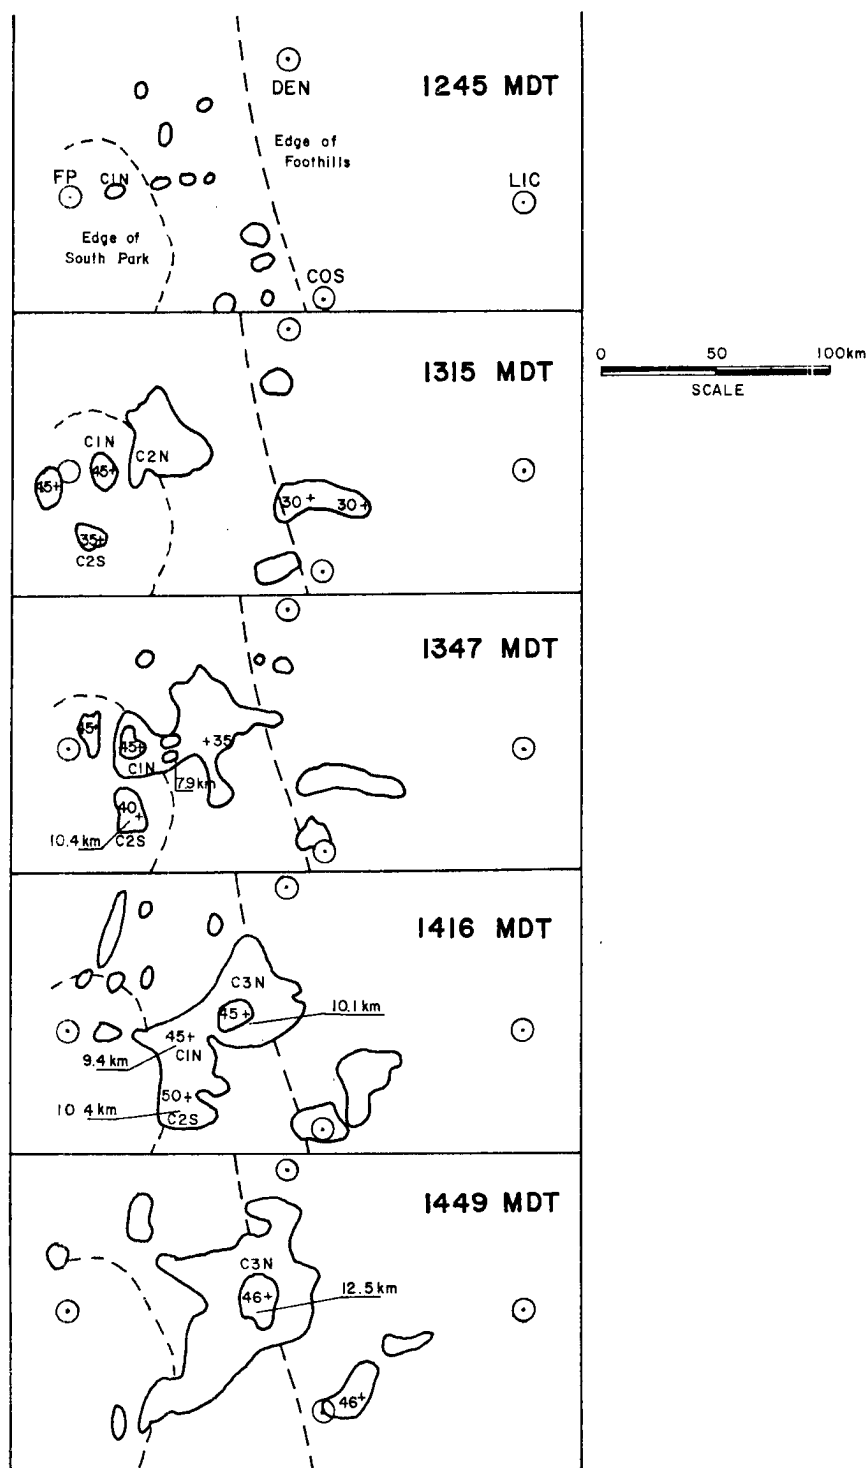 1245 MDT
DEN
Edge of
Foothills
FP
C1N
LIC
Edge of
South Park
COS
1315 MDT
0 50 100km
SCALE
C1N
C2N
45+
45+
30+ 30+
35+
C2S
1347 MDT
45+
45+
+35
C1N
7.9km
40+
10.4 km
C2S
1416 MDT
C3N
45+
10.1 km
45+
C1N
9.4 km
50+
10 4 km
C2S
1449 MDT
C3N
46+
12.5 km
46+